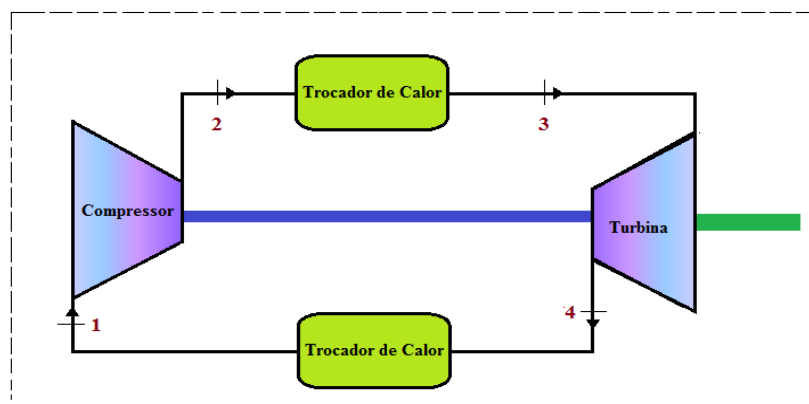 Trocador de Calor
2
3
Compressor
Turbina
1
4
Trocador de Calor